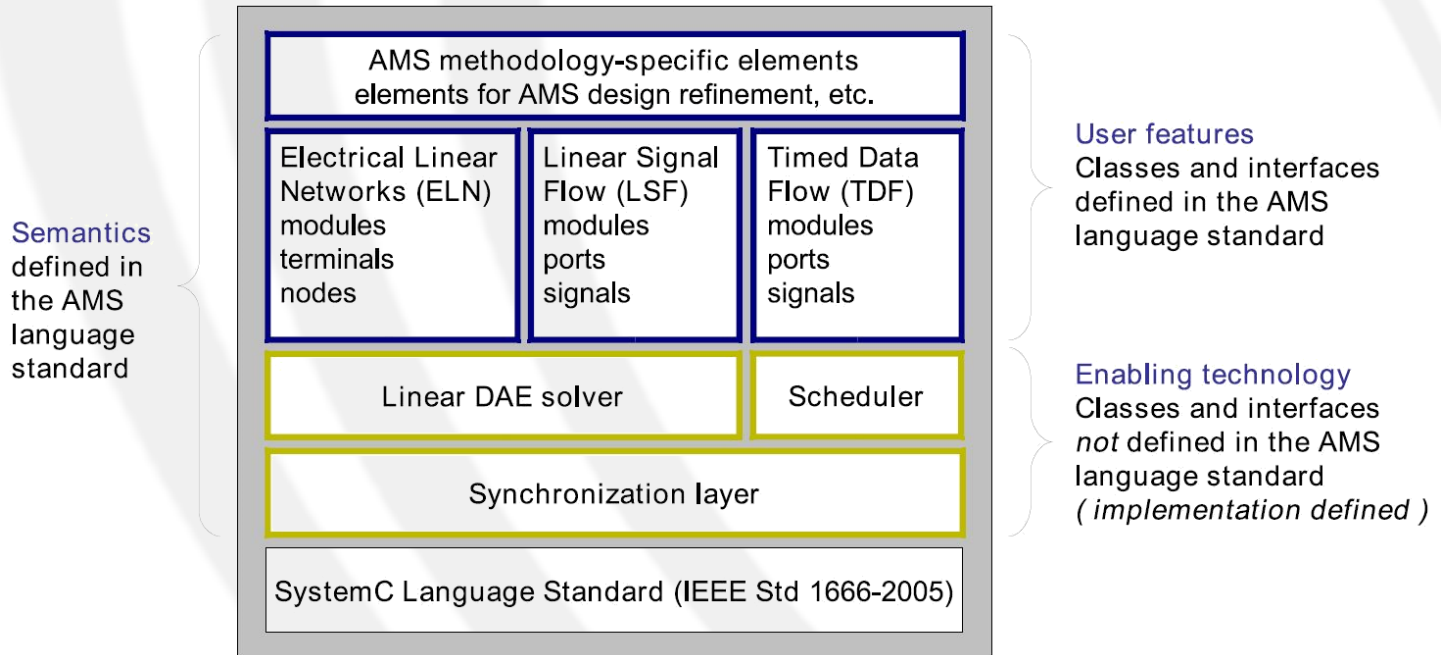 AMS methodology-specific elements
elements for AMS design refinement, etc.
Electrical Linear
Networks (ELN)
modules
terminals
nodes
Linear Signal
Flow (LSF)
modules
ports
signals
Timed Data
Flow (TDF)
modules
ports
signals
Linear DAE solver
Scheduler
Synchronization layer
SystemC Language Standard (IEEE Std 1666-2005)
Semantics
defined in
the AMS
language
standard
User features
Classes and interfaces
defined in the AMS
language standard
Enabling technology
Classes and interfaces
not defined in the AMS
language standard
( implementation defined )